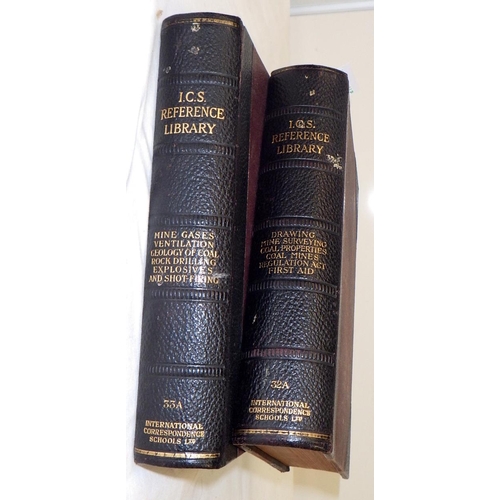 I.C.S.
REFERENCE
LIBRARY
MINE GASES
VENTILATION
GEOLOGY OF COAL
ROCK DRILLING
EXPLOSIVES
AND SHOT-FIRING
33A
INTERNATIONAL
CORRESPONDENCE
SCHOOLS LTD
I.C.S.
REFERENCE
LIBRARY
DRAWING
MINE SURVEYING
COAL PROPERTIES
COAL MINES
REGULATION ACT
FIRST AID
32A
INTERNATIONAL
CORRESPONDENCE
SCHOOLS LTD